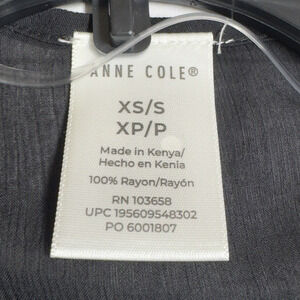 ANNE COLE®
XS/S
XP/P
Made in Kenya/
Hecho en Kenia
100% Rayon/Rayón
RN 103658
UPC 195609548302
PO 6001807